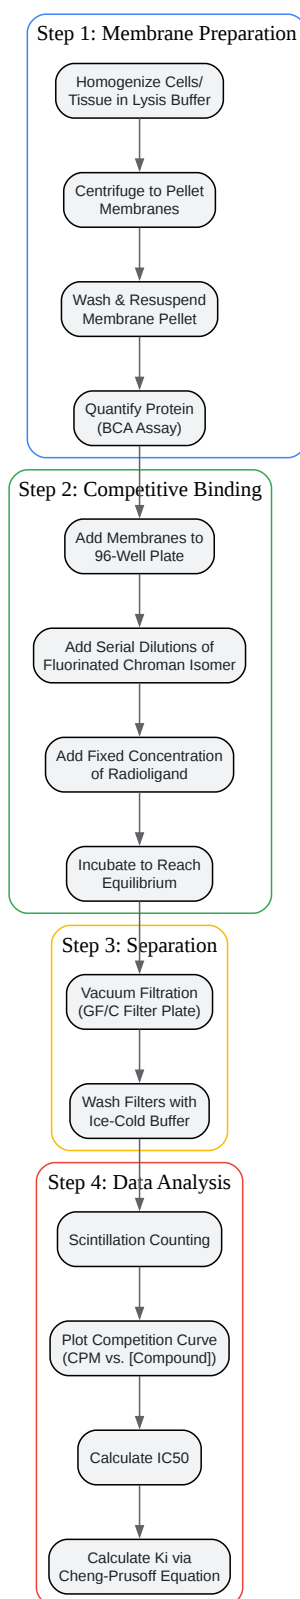 Step 1: Membrane Preparation
Homogenize Cells/
Tissue in Lysis Buffer
Centrifuge to Pellet
Membranes
Wash & Resuspend
Membrane Pellet
Quantify Protein
(BCA Assay)
Step 2: Competitive Binding
Add Membranes to
96-Well Plate
Add Serial Dilutions of
Fluorinated Chroman Isomer
Add Fixed Concentration
of Radioligand
Incubate to Reach
Equilibrium
Step 3: Separation
Vacuum Filtration
(GF/C Filter Plate)
Wash Filters with
Ice-Cold Buffer
Step 4: Data Analysis
Scintillation Counting
Plot Competition Curve
(CPM vs. [Compound])
Calculate IC50
Calculate Ki via
Cheng-Prusoff Equation